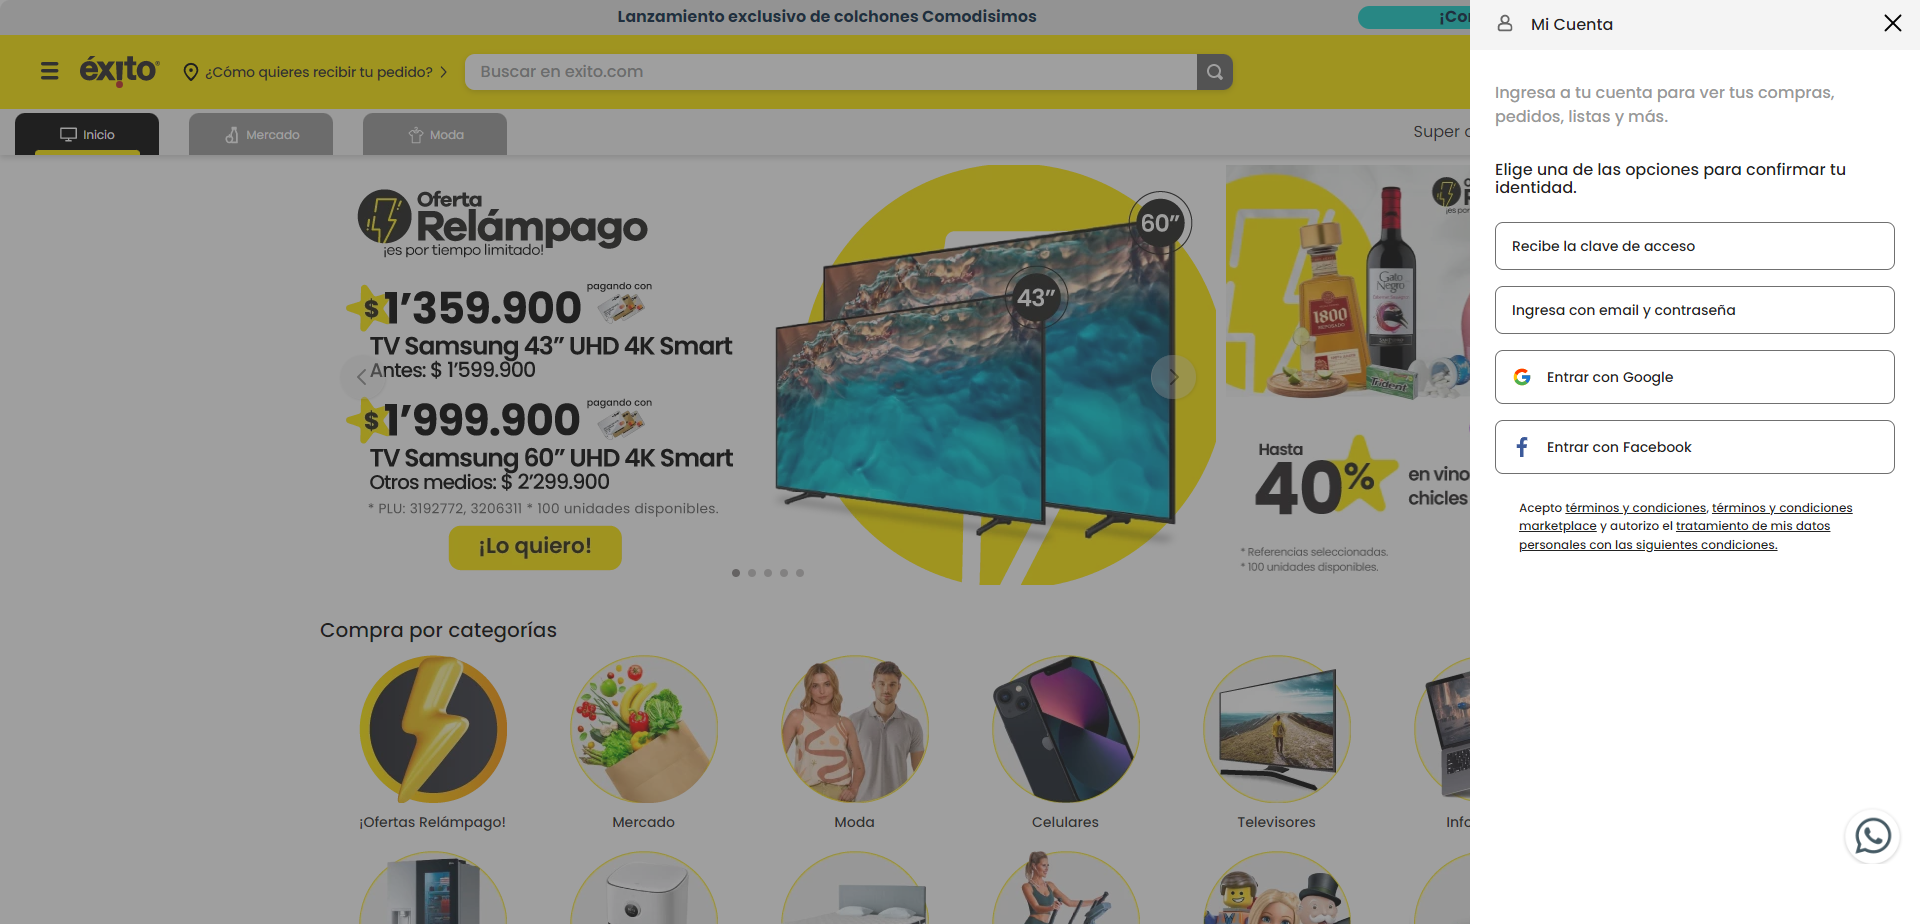 Lanzamiento exclusivo de colchones Comodisimos
éxito
¿Cómo quieres recibir tu pedido?
Buscar en exito.com
Inicio
Mercado
Moda
Oferta
Relámpago
¡es por tiempo limitado!
$1'359.900
pagando con
TV Samsung 43” UHD 4K Smart
Antes: $ 1'599.900
$1'999.900
pagando con
TV Samsung 60” UHD 4K Smart
Otros medios: $ 2'299.900
* PLU: 3192772, 3206311 * 100 unidades disponibles.
¡Lo quiero!
60”
43”
1800
Gato
Negro
Trident
Hasta
40%
en vino
chicles
* Referencias seleccionadas.
* 100 unidades disponibles.
Compra por categorías
¡Ofertas Relámpago!
Mercado
Moda
Celulares
Televisores
Mi Cuenta
Ingresa a tu cuenta para ver tus compras,
pedidos, listas y más.
Elige una de las opciones para confirmar tu
identidad.
Recibe la clave de acceso
Ingresa con email y contraseña
Entrar con Google
Entrar con Facebook
Acepto términos y condiciones, términos y condiciones
marketplace y autorizo el tratamiento de mis datos
personales con las siguientes condiciones.